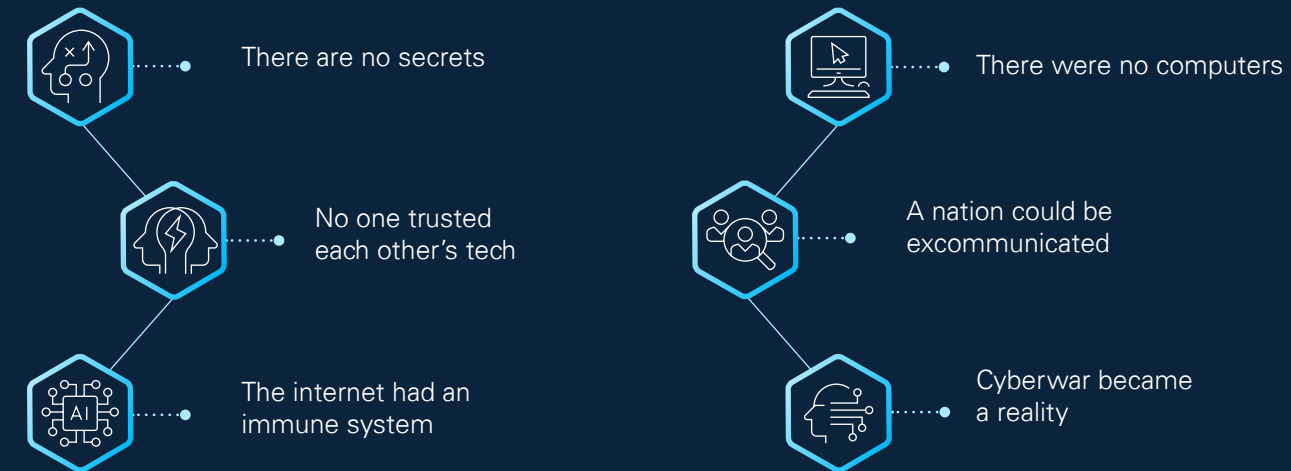 There are no secrets
No one trusted
each other’s tech
AI
The internet had an
immune system
There were no computers
A nation could be
excommunicated
Cyberwar became
a reality